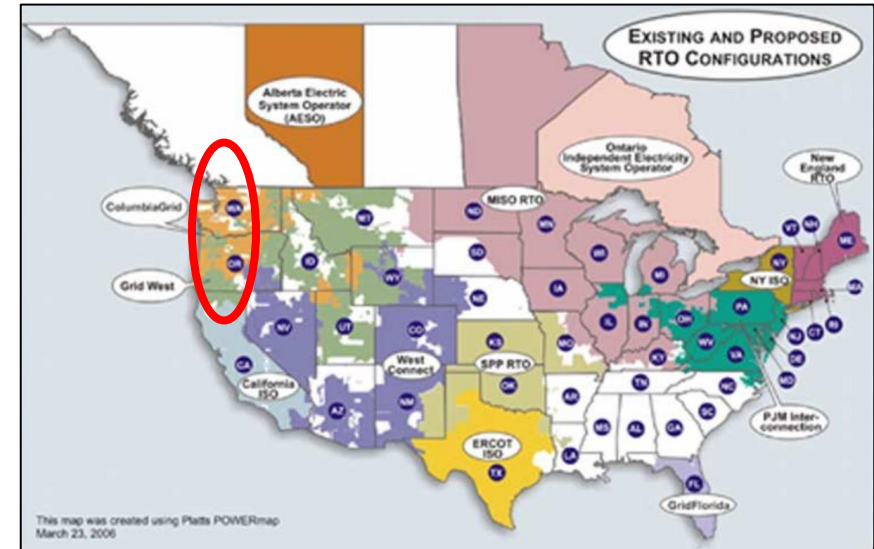 EXISTING AND PROPOSED
RTO CONFIGURATIONS
Alberta Electric
System Operator
(AESO)
Ontario
Independent Electricity
System Operator
New
England
RTO
ColumbiaGrid
Grid West
MISO RTO
NY ISO
West
Connect
SPP RTO
California
ISO
ERCOT
ISO
PJM Inter-
connection
GridFlorida
WA
MT
ND
MN
VT
NH
ME
OR
ID
WY
SD
WI
MI
NY
MA
NE
IA
IL
IN
OH
PA
NJ
CT
RI
NV
UT
CO
KS
MO
KY
WV
VA
DE
MD
CA
AZ
NM
OK
AR
TN
NC
SC
TX
LA
MS
AL
GA
FL
This map was created using Platts POWERmap
March 23, 2006